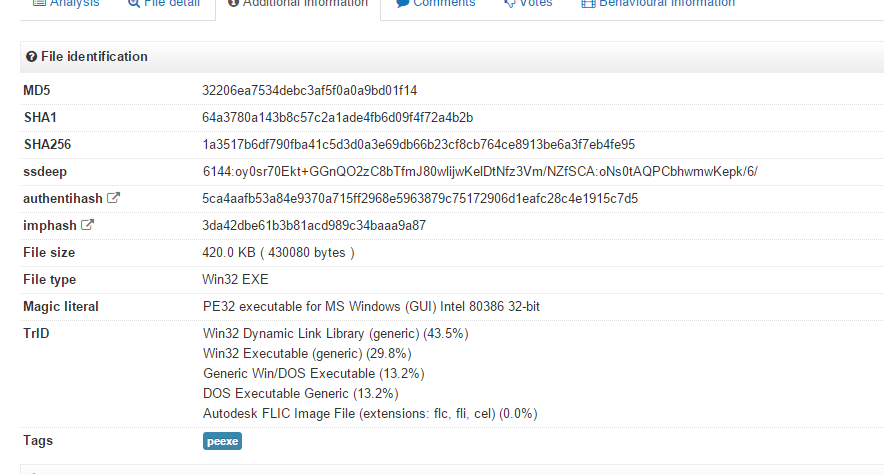 Analysis File detail Additional information Comments Votes Behavioural information
File identification
MD5 32206ea7534debc3af5f0a0a9bd01f14
SHA1 64a3780a143b8c57c2a1ade4fb6d09f4f72a4b2b
SHA256 1a3517b6df790fba41c5d3d0a3e69db66b23cf8cb764ce8913be6a3f7eb4fe95
ssdeep 6144:oy0sr70Ekt+GGnQO2zC8bTfmJ80wlijwKelDtNfz3Vm/NZfSCA:oNs0tAQPCbhwmwKepk/6/
authentihash 5ca4aafb53a84e9370a715ff2968e5963879c75172906d1eafc28c4e1915c7d5
imphash 3da42dbe61b3b81acd989c34baaa9a87
File size 420.0 KB ( 430080 bytes )
File type Win32 EXE
Magic literal PE32 executable for MS Windows (GUI) Intel 80386 32-bit
TrID Win32 Dynamic Link Library (generic) (43.5%)
Win32 Executable (generic) (29.8%)
Generic Win/DOS Executable (13.2%)
DOS Executable Generic (13.2%)
Autodesk FLIC Image File (extensions: flc, fli, cel) (0.0%)
Tags peexe